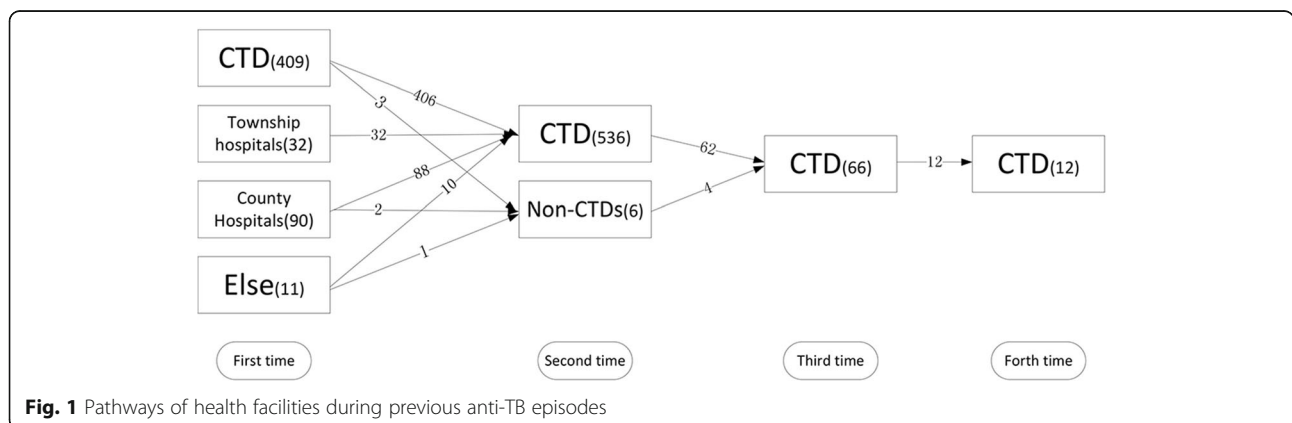 CTD(409)
Township
hospitals(32)
County
Hospitals(90)
Else(11)
406
3
32
88
10
2
1
CTD(536)
Non-CTDs(6)
62
4
CTD(66)
12
CTD(12)
First time
Second time
Third time
Forth time
Fig. 1 Pathways of health facilities during previous anti-TB episodes